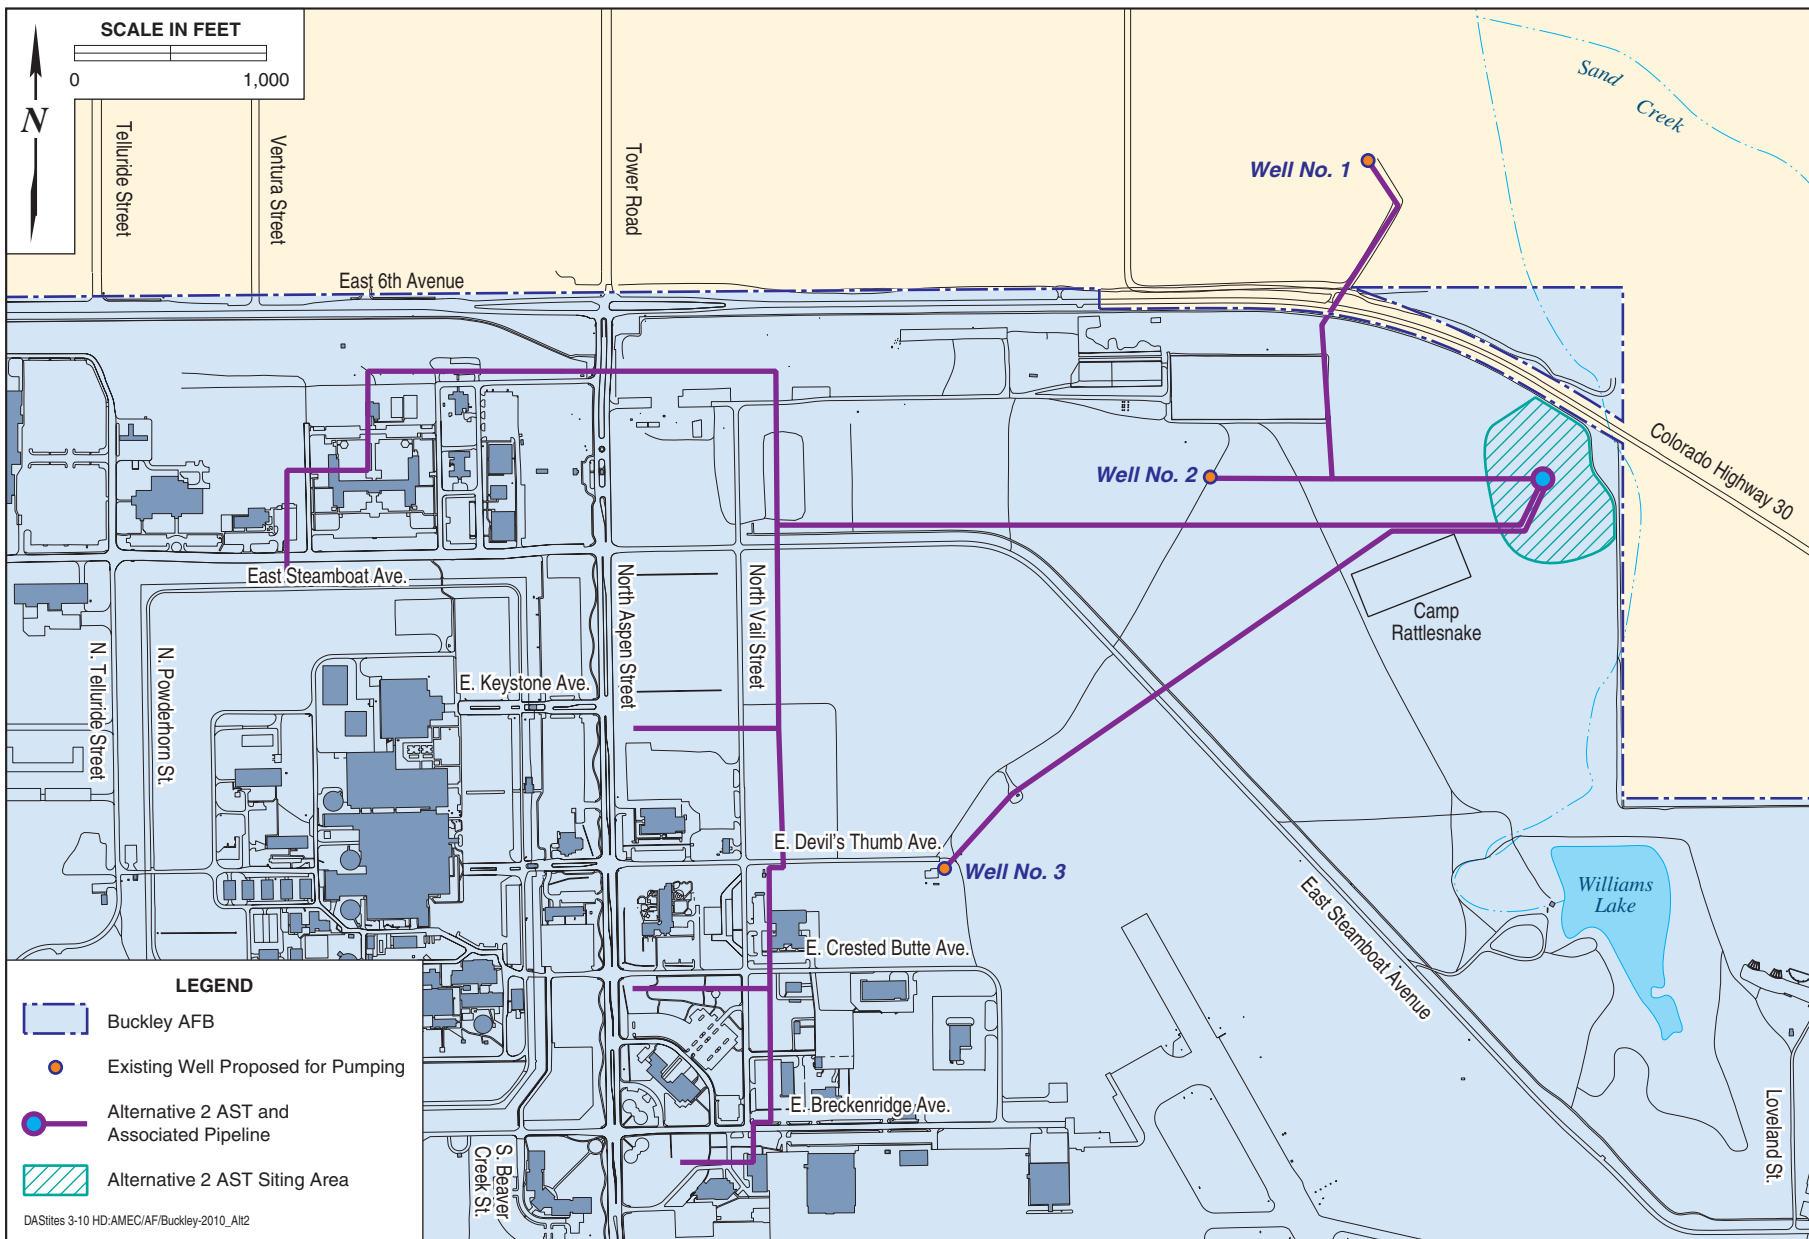 SCALE IN FEET
0
1,000
N
Telluride Street
Ventura Street
Tower Road
East 6th Avenue
Sand
Creek
Well No. 1
Well No. 2
Colorado Highway 30
East Steamboat Ave.
North Aspen Street
North Vail Street
Camp
Rattlesnake
N. Telluride Street
N. Powderhorn St.
E. Keystone Ave.
E. Devil's Thumb Ave.
Well No. 3
Williams
Lake
East Steamboat Avenue
E. Crested Butte Ave.
E. Breckenridge Ave.
S. Beaver
Creek St.
Loveland St.
LEGEND
Buckley AFB
Existing Well Proposed for Pumping
Alternative 2 AST and
Associated Pipeline
Alternative 2 AST Siting Area
DAStites 3-10 HD:AMEC/AF/Buckley-2010_Alt2